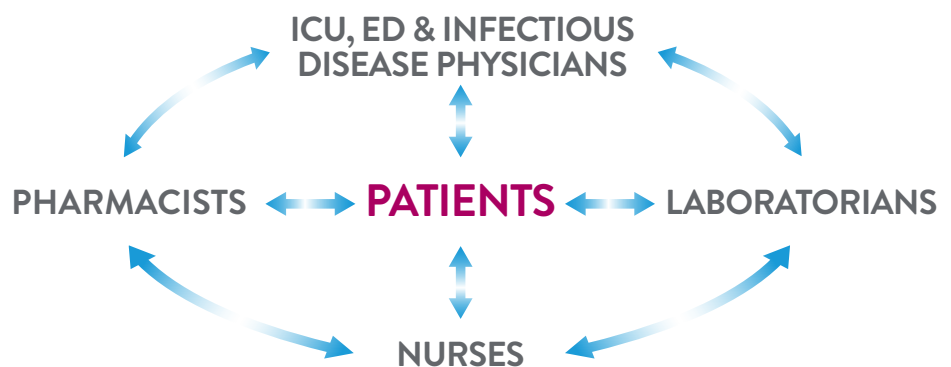 ICU, ED & INFECTIOUS
DISEASE PHYSICIANS
PHARMACISTS
PATIENTS
LABORATORIANS
NURSES